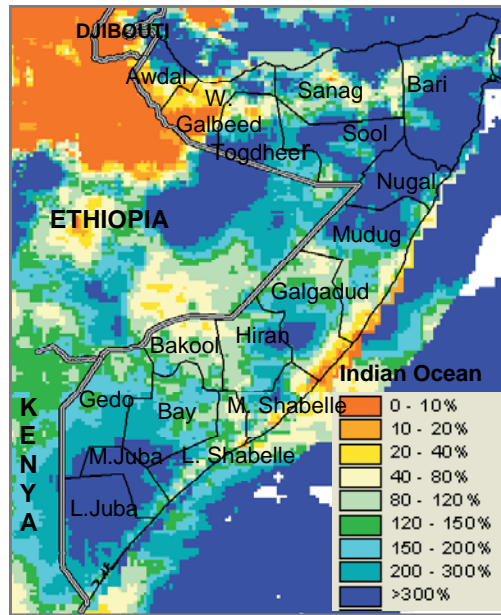 DJIBOUTI
Awdal
W.
Galbeed
Sanag
Bari
Togdheer
Sool
Nugal
ETHIOPIA
Mudug
Galgadud
Bakool
Hiran
Gedo
Bay
M. Shabelle
L. Shabelle
M.Juba
L.Juba
K
E
N
Y
A
Indian Ocean
0 - 10%
10 - 20%
20 - 40%
40 - 80%
80 - 120%
120 - 150%
150 - 200%
200 - 300%
>300%